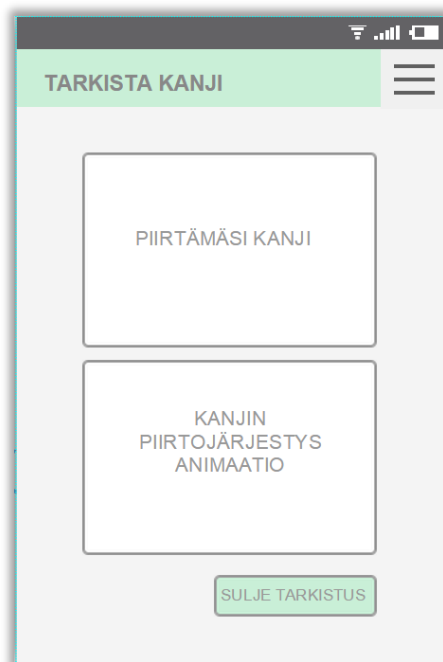 TARKISTA KANJI
PIIRTÄMÄSI KANJI
KANJIN
PIIRTOJÄRJESTYS
ANIMAATIO
SULJE TARKISTUS